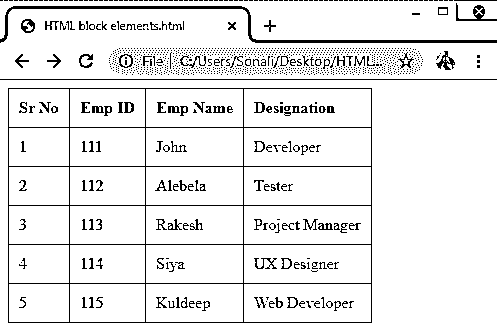 HTML block elements.html
File | C:/Users/Sonali/Desktop/HTML...
Sr No Emp ID Emp Name Designation
1 111 John Developer
2 112 Alebela Tester
3 113 Rakesh Project Manager
4 114 Siya UX Designer
5 115 Kuldeep Web Developer